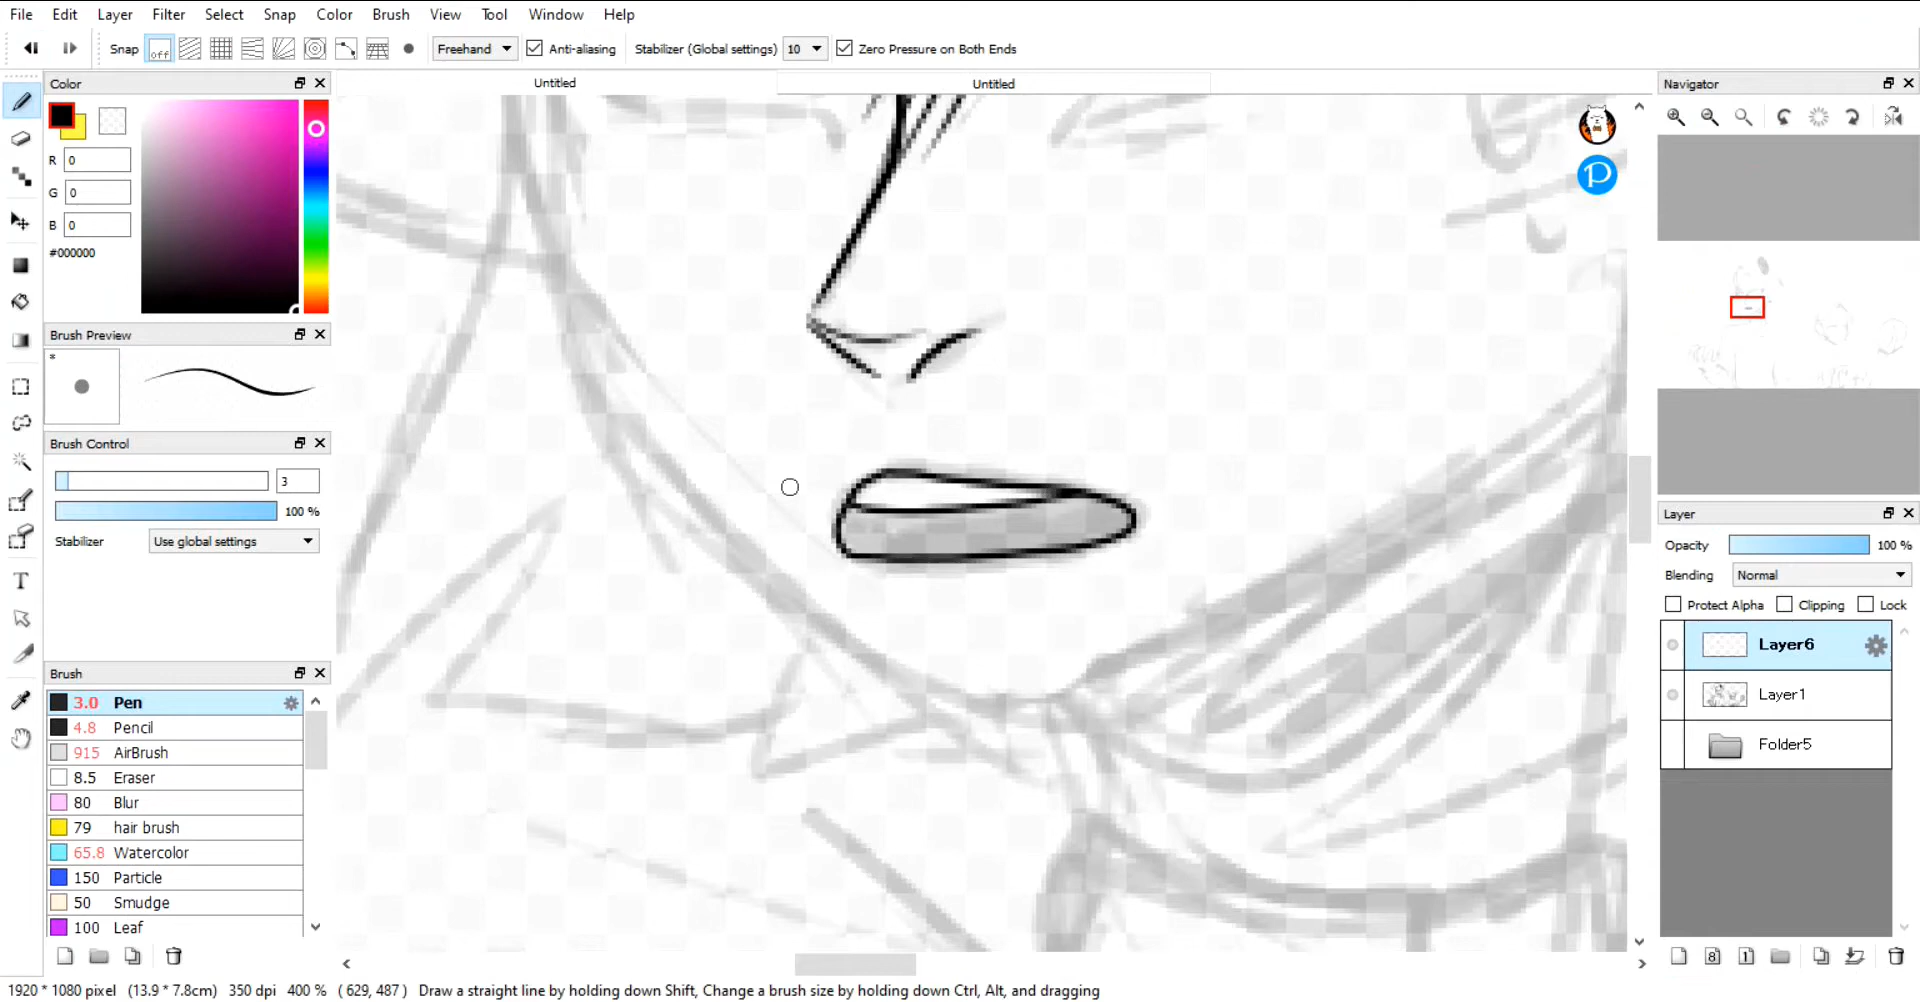 File Edit Layer Filter Select Snap Color Brush View Tool Window Help
Snap off Freehand Anti-aliasing Stabilizer (Global settings) 10 Zero Pressure on Both Ends
Color
Untitled
Untitled
Navigator
R 0
G 0
B 0
#000000
Brush Preview
*
Brush Control
3
100 %
Stabilizer Use global settings
Brush
3.0 Pen
4.8 Pencil
915 AirBrush
8.5 Eraser
80 Blur
79 hair brush
65.8 Watercolor
150 Particle
50 Smudge
100 Leaf
T
P
Layer
Opacity 100 %
Blending Normal
Protect Alpha Clipping Lock
Layer6
Layer1
Folder5
8 1
1920 * 1080 pixel (13.9 * 7.8cm) 350 dpi 400 % ( 629, 487 ) Draw a straight line by holding down Shift, Change a brush size by holding down Ctrl, Alt, and dragging